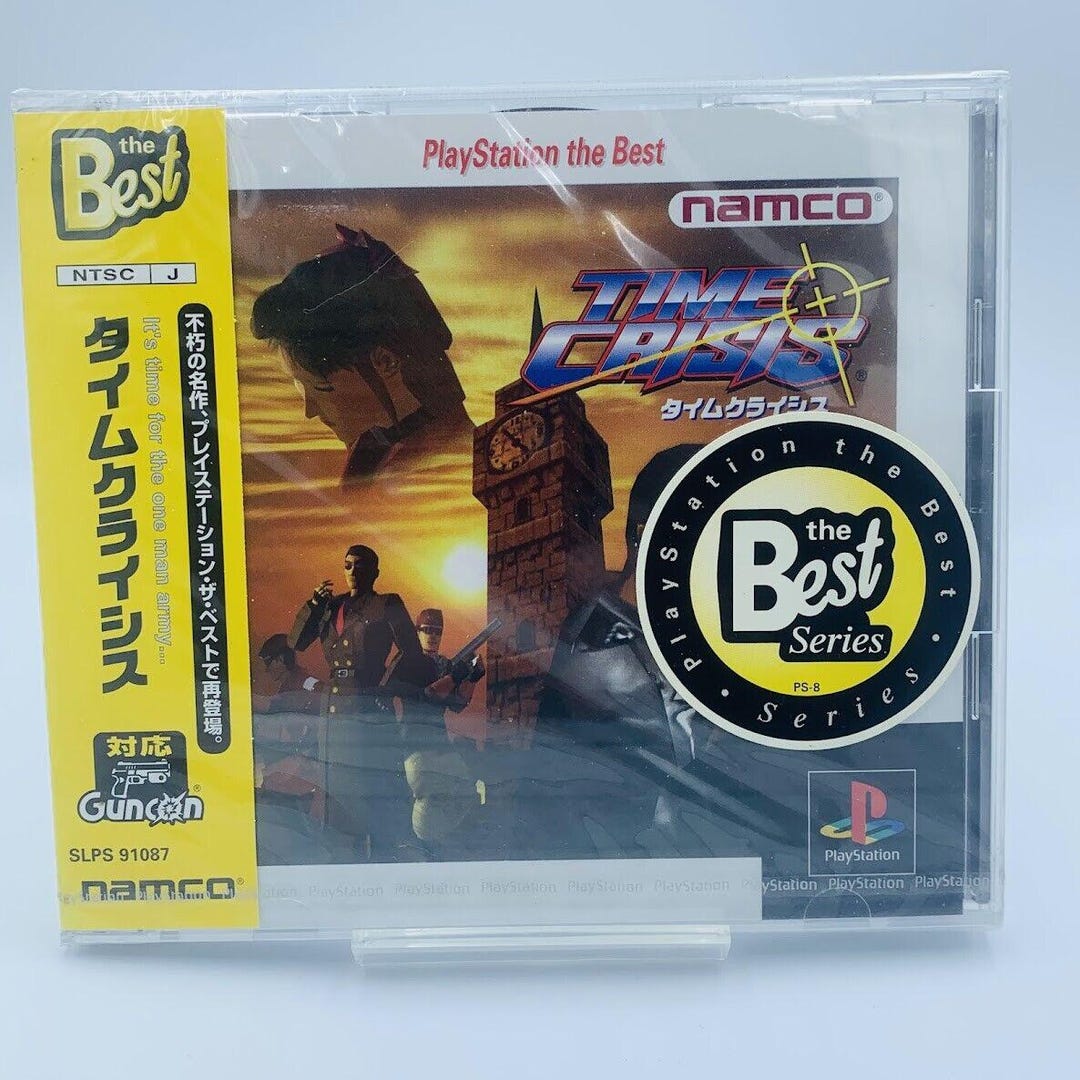 the
Best
NTSC J
タイムクライシス
It's time for the one man army...
不朽の名作、プレイステーション・ザ・ベストで再登場。
対応
Guncon®
SLPS 91087
namco®
PlayStation the Best
namco®
TIME
CRISIS®
タイムクライシス
PlayStation the Best
the
Best
Series
PS-8
Series
PlayStation
PlayStation PlayStation PlayStation PlayStation PlayStation PlayStation PlayStation PlayStation